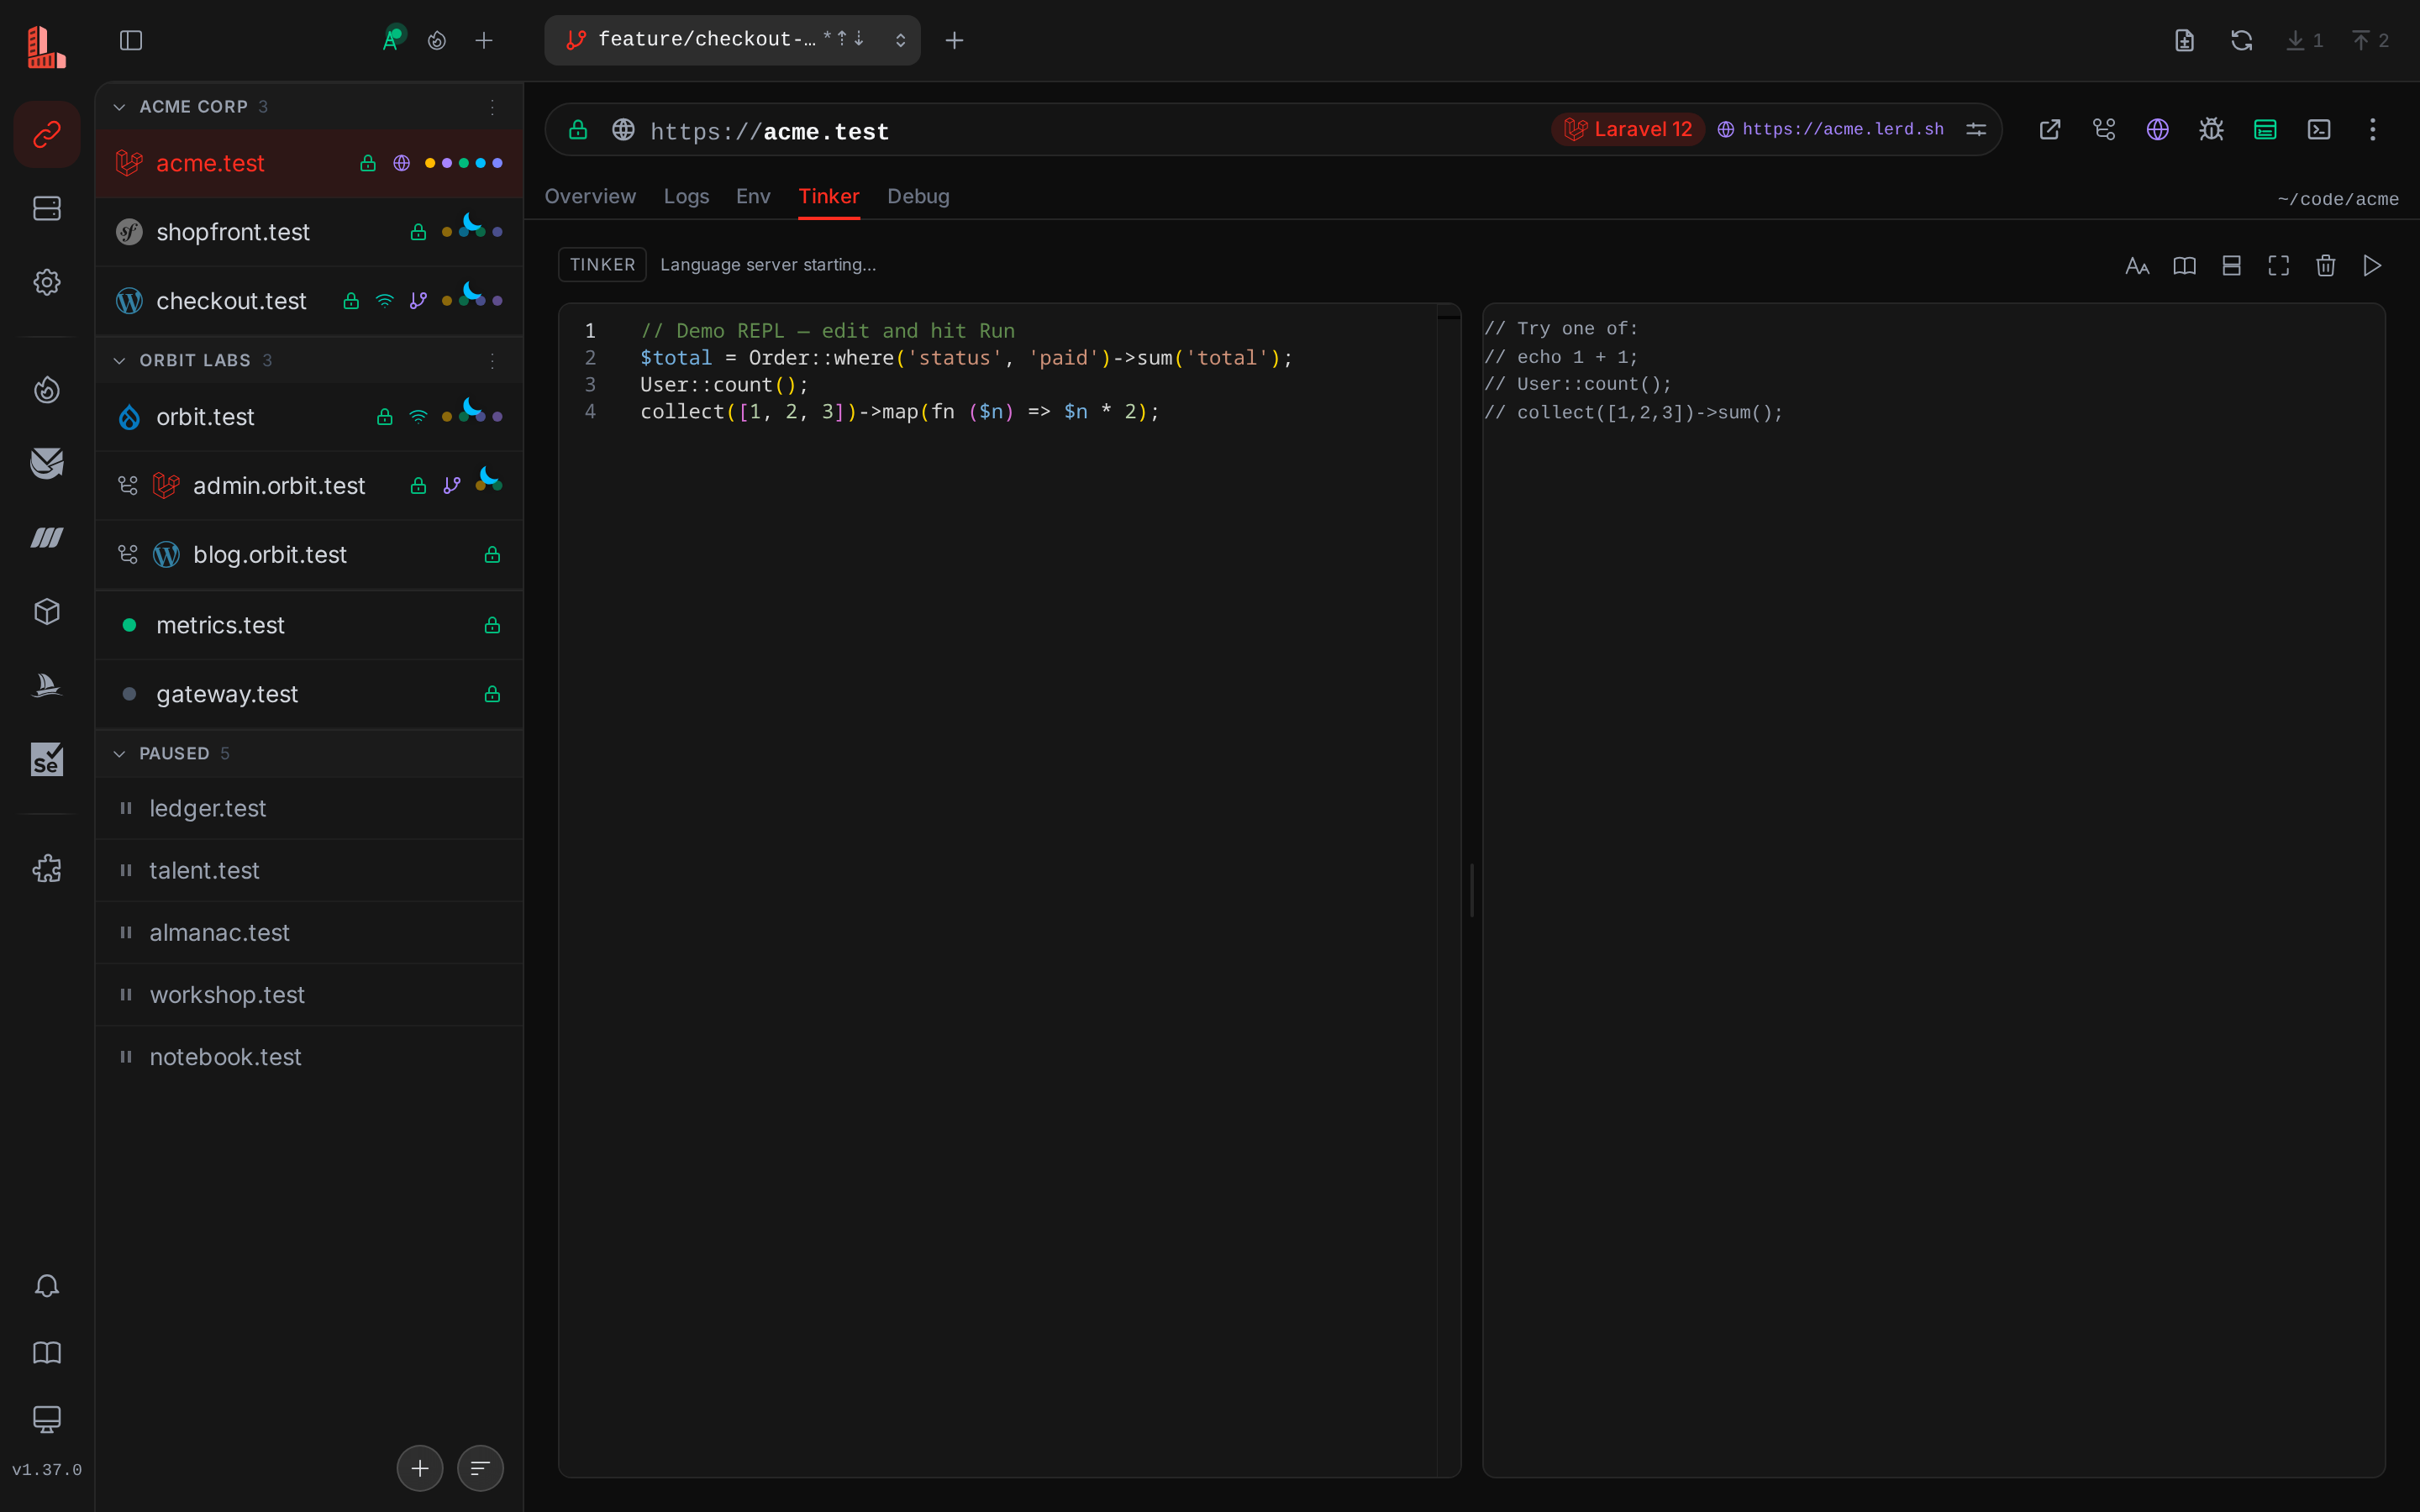 feature/checkout-… *↑↓
1
2
ACME CORP 3
acme.test
shopfront.test
checkout.test
ORBIT LABS 3
orbit.test
admin.orbit.test
blog.orbit.test
metrics.test
gateway.test
PAUSED 5
ledger.test
talent.test
almanac.test
workshop.test
notebook.test
Se
v1.37.0
https://acme.test
Laravel 12
https://acme.lerd.sh
Overview Logs Env Tinker Debug
~/code/acme
TINKER Language server starting...
1 // Demo REPL — edit and hit Run
2 $total = Order::where('status', 'paid')->sum('total');
3 User::count();
4 collect([1, 2, 3])->map(fn ($n) => $n * 2);
// Try one of:
// echo 1 + 1;
// User::count();
// collect([1,2,3])->sum();